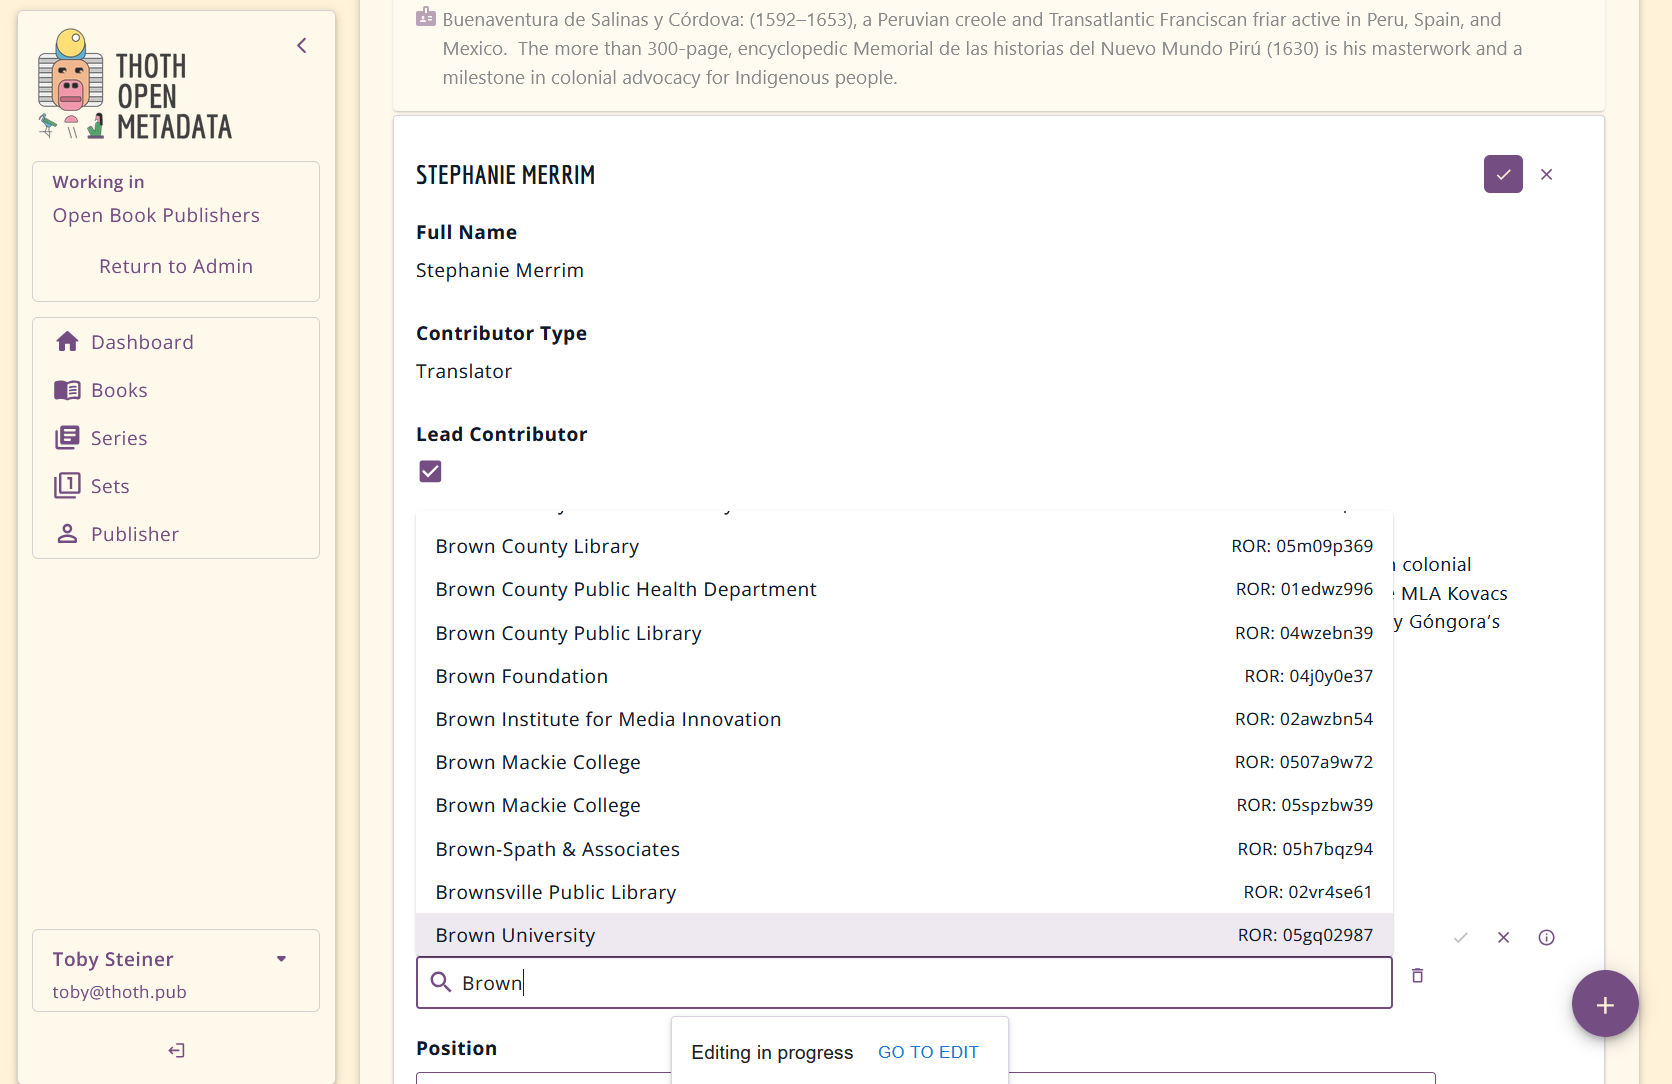 THOTH
OPEN
METADATA
Working in
Open Book Publishers
Return to Admin
Dashboard
Books
Series
Sets
Publisher
Toby Steiner
toby@thoth.pub
Buenaventura de Salinas y Córdova: (1592–1653), a Peruvian creole and Transatlantic Franciscan friar active in Peru, Spain, and
Mexico. The more than 300-page, encyclopedic Memorial de las historias del Nuevo Mundo Pirú (1630) is his masterwork and a
milestone in colonial advocacy for Indigenous people.
STEPHANIE MERRIM
Full Name
Stephanie Merrim
Contributor Type
Translator
Lead Contributor
Brown County Library ROR: 05m09p369
colonial
Brown County Public Health Department ROR: 01edwz996
MLA Kovacs
y Góngora’s
Brown County Public Library ROR: 04wzebn39
Brown Foundation ROR: 04j0y0e37
Brown Institute for Media Innovation ROR: 02awzbn54
Brown Mackie College ROR: 0507a9w72
Brown Mackie College ROR: 05spzbw39
Brown-Spath & Associates ROR: 05h7bqz94
Brownsville Public Library ROR: 02vr4se61
Brown University ROR: 05gq02987
Brown
Position
Editing in progress GO TO EDIT